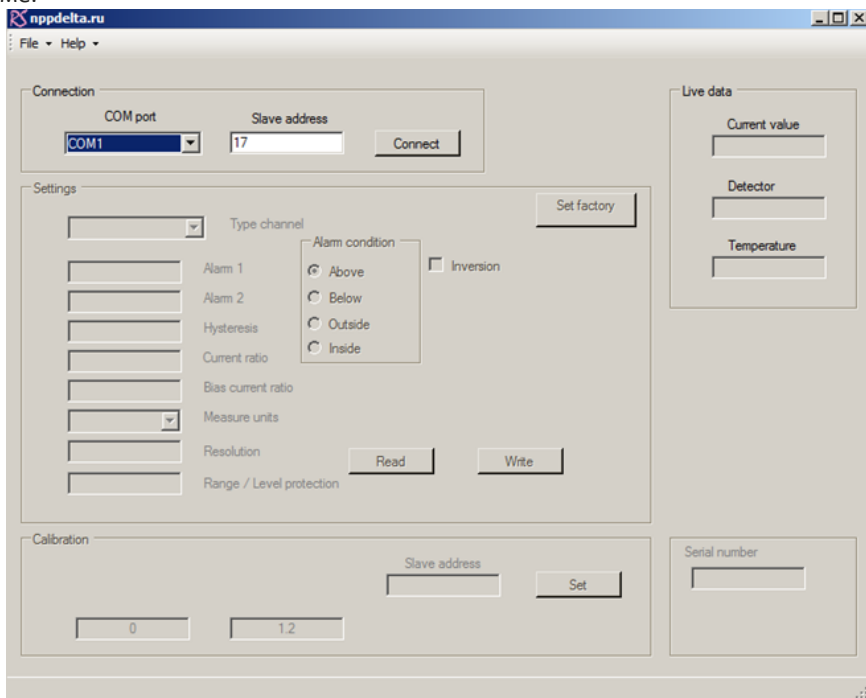 nppdelta.ru
File Help
Connection
COM port Slave address
COM1 17 Connect
Settings
Set factory
Type channel
Alarm condition
Alarm 1 Above Inversion
Alarm 2 Below
Hysteresis Outside
Current ratio Inside
Bias current ratio
Measure units
Resolution Read Write
Range / Level protection
Calibration
Slave address
Set
0 1.2
Live data
Current value
Detector
Temperature
Serial number